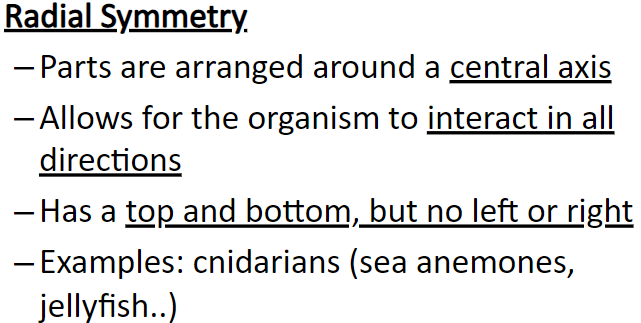 Radial Symmetry
– Parts are arranged around a central axis
– Allows for the organism to interact in all
directions
– Has a top and bottom, but no left or right
– Examples: cnidarians (sea anemones,
jellyfish..)